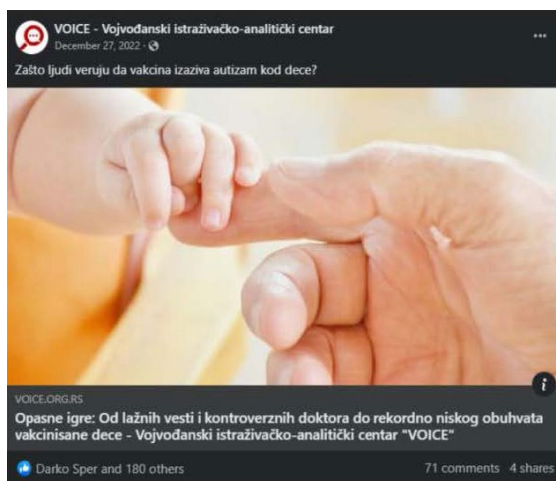 VOICE - Vojvođanski istraživačko-analitički centar
December 27, 2022 ·
Zašto ljudi veruju da vakcina izaziva autizam kod dece?
VOICE.ORG.RS
Opasne igre: Od lažnih vesti i kontroverznih doktora do rekordno niskog obuhvata
vakcinisane dece - Vojvođanski istraživačko-analitički centar "VOICE"
Darko Sper and 180 others 71 comments 4 shares